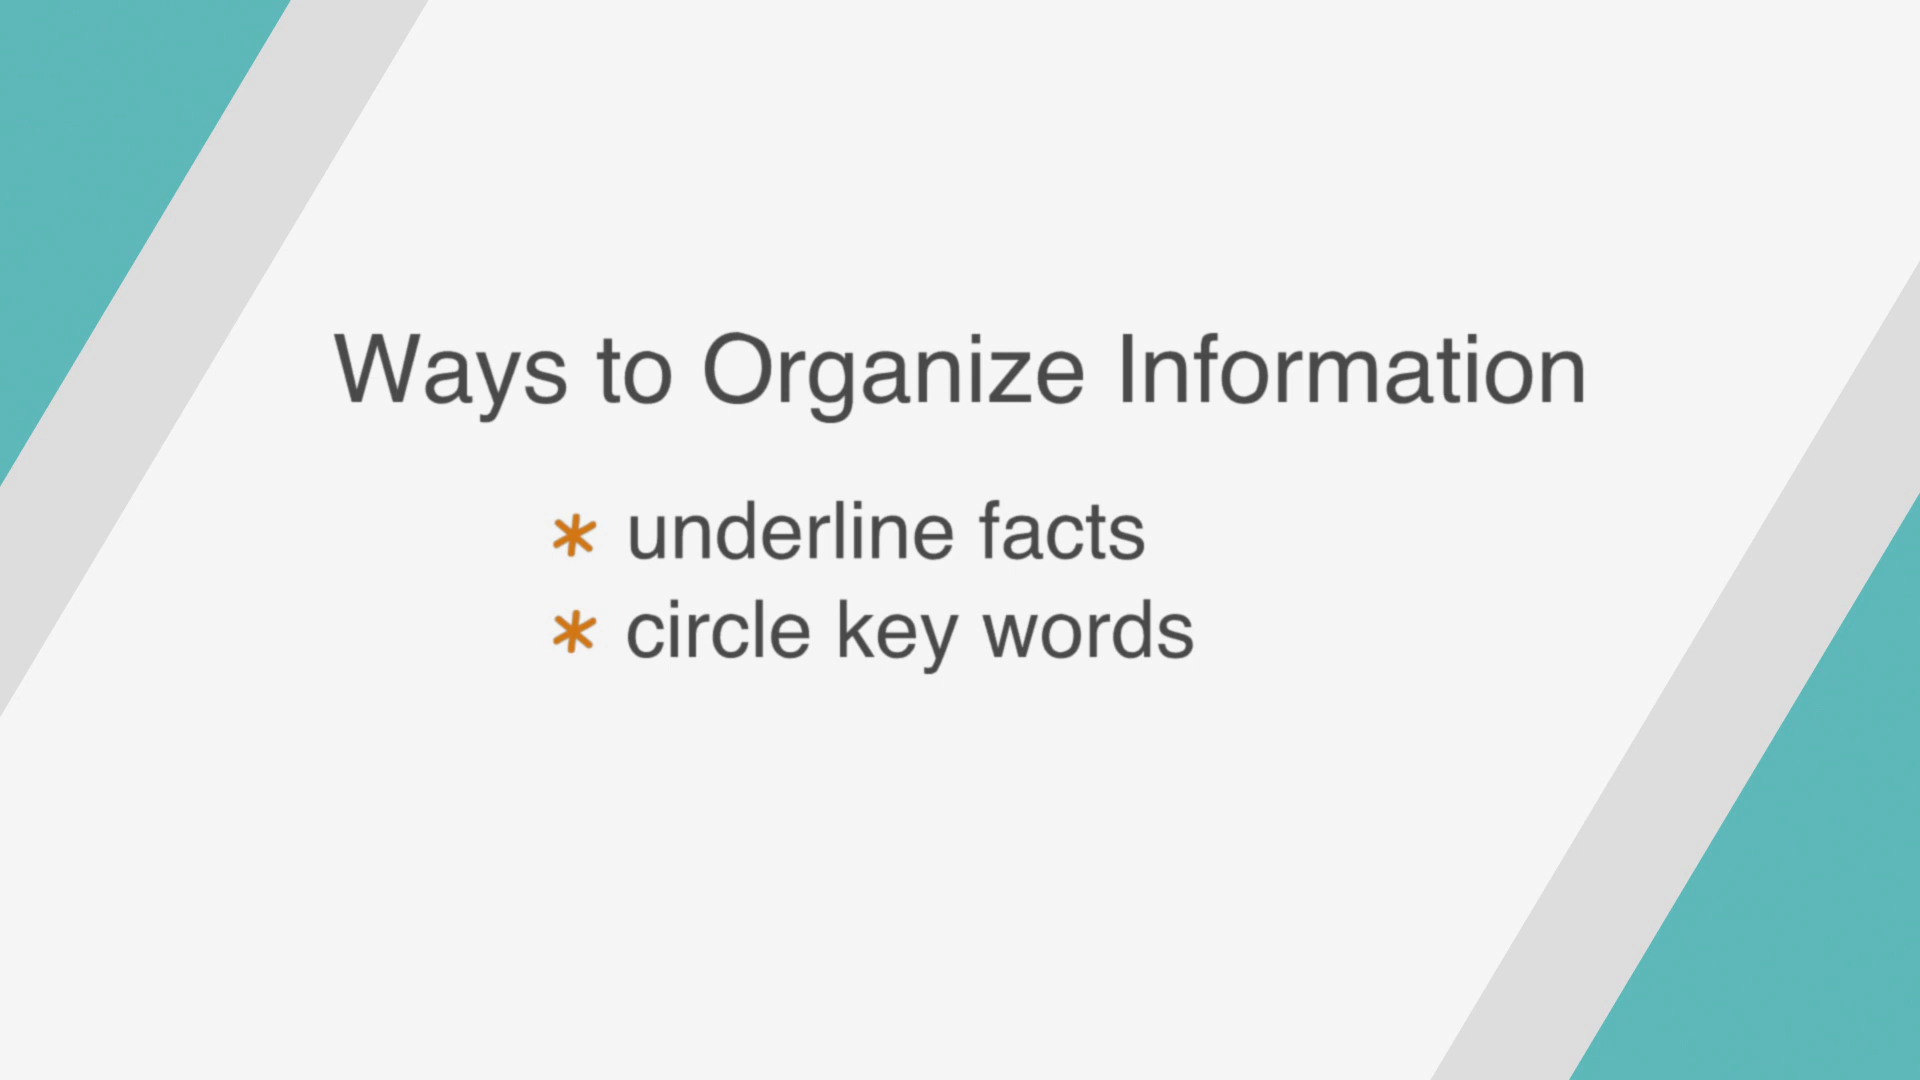 Ways to Organize Information
* underline facts
* circle key words